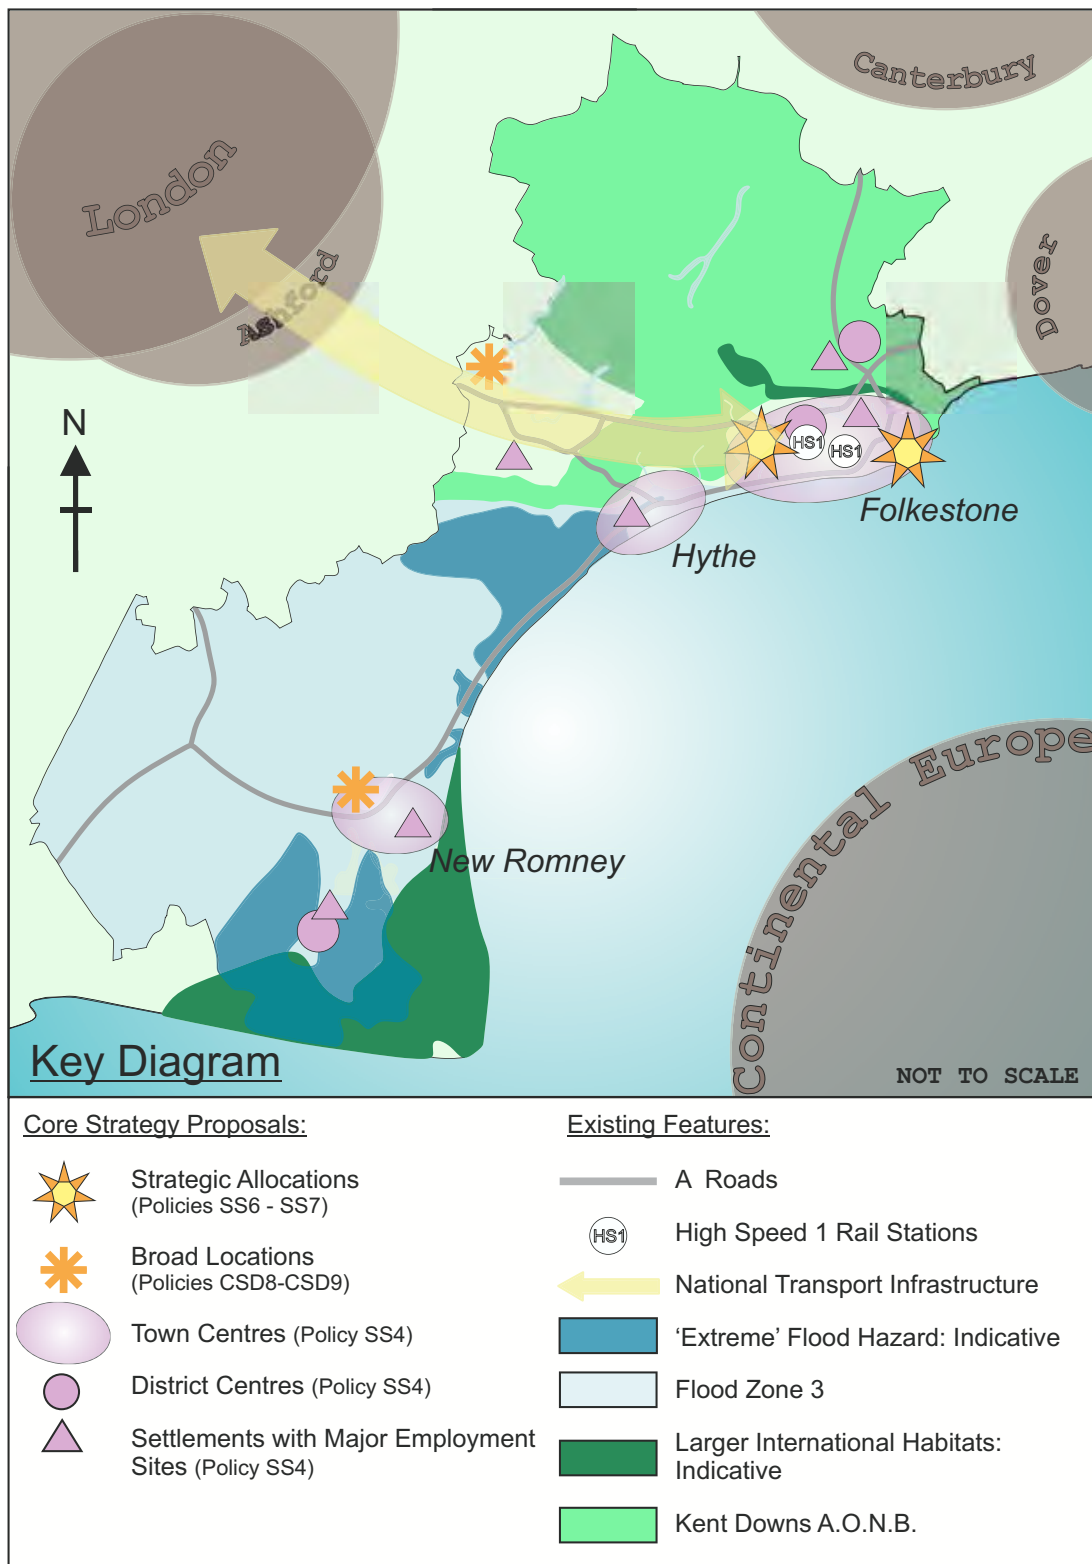 Canterbury
London
Dover
Ashford
N
HS1
HS1
Folkestone
Hythe
Continental Europe
New Romney
Key Diagram
NOT TO SCALE
Core Strategy Proposals:
Strategic Allocations
(Policies SS6 - SS7)
Broad Locations
(Policies CSD8-CSD9)
Town Centres (Policy SS4)
District Centres (Policy SS4)
Settlements with Major Employment
Sites (Policy SS4)
Existing Features:
A Roads
HS1
High Speed 1 Rail Stations
National Transport Infrastructure
‘Extreme’ Flood Hazard: Indicative
Flood Zone 3
Larger International Habitats:
Indicative
Kent Downs A.O.N.B.